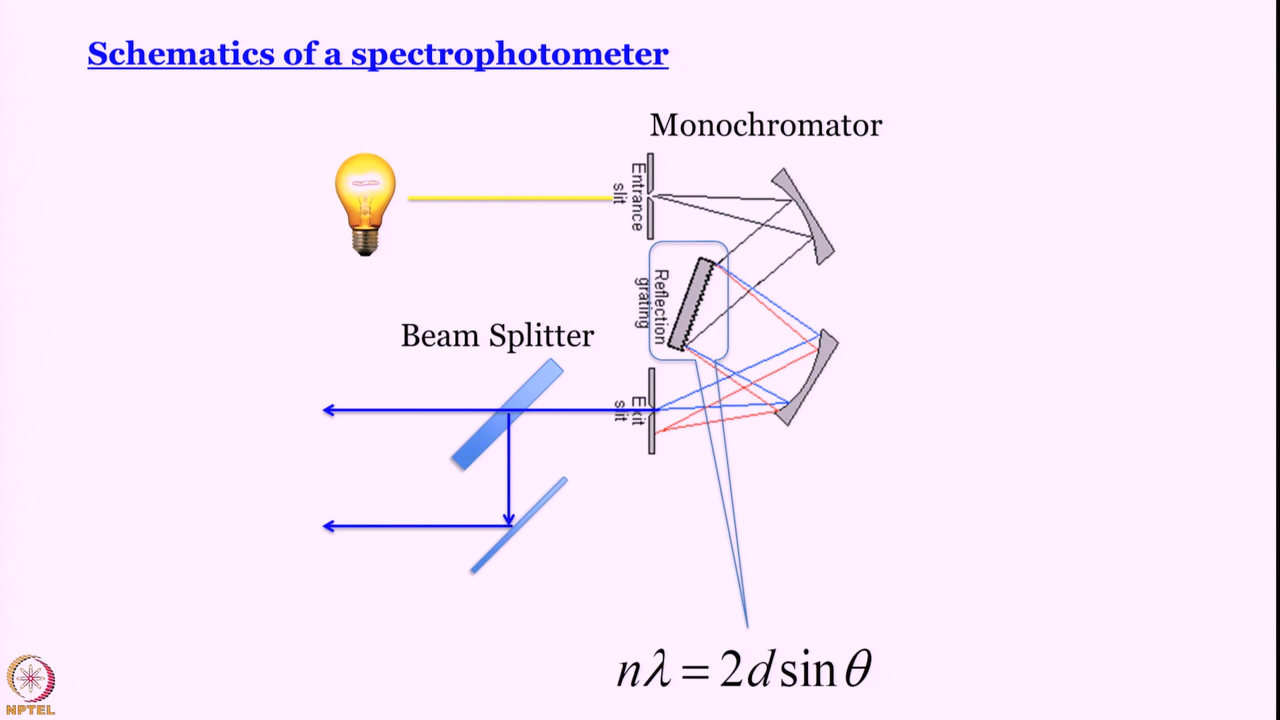 Schematics of a spectrophotometer
Monochromator
Entrance
slit
Reflection
grating
Beam Splitter
Exit
slit
nλ = 2d sin θ
NPTEL